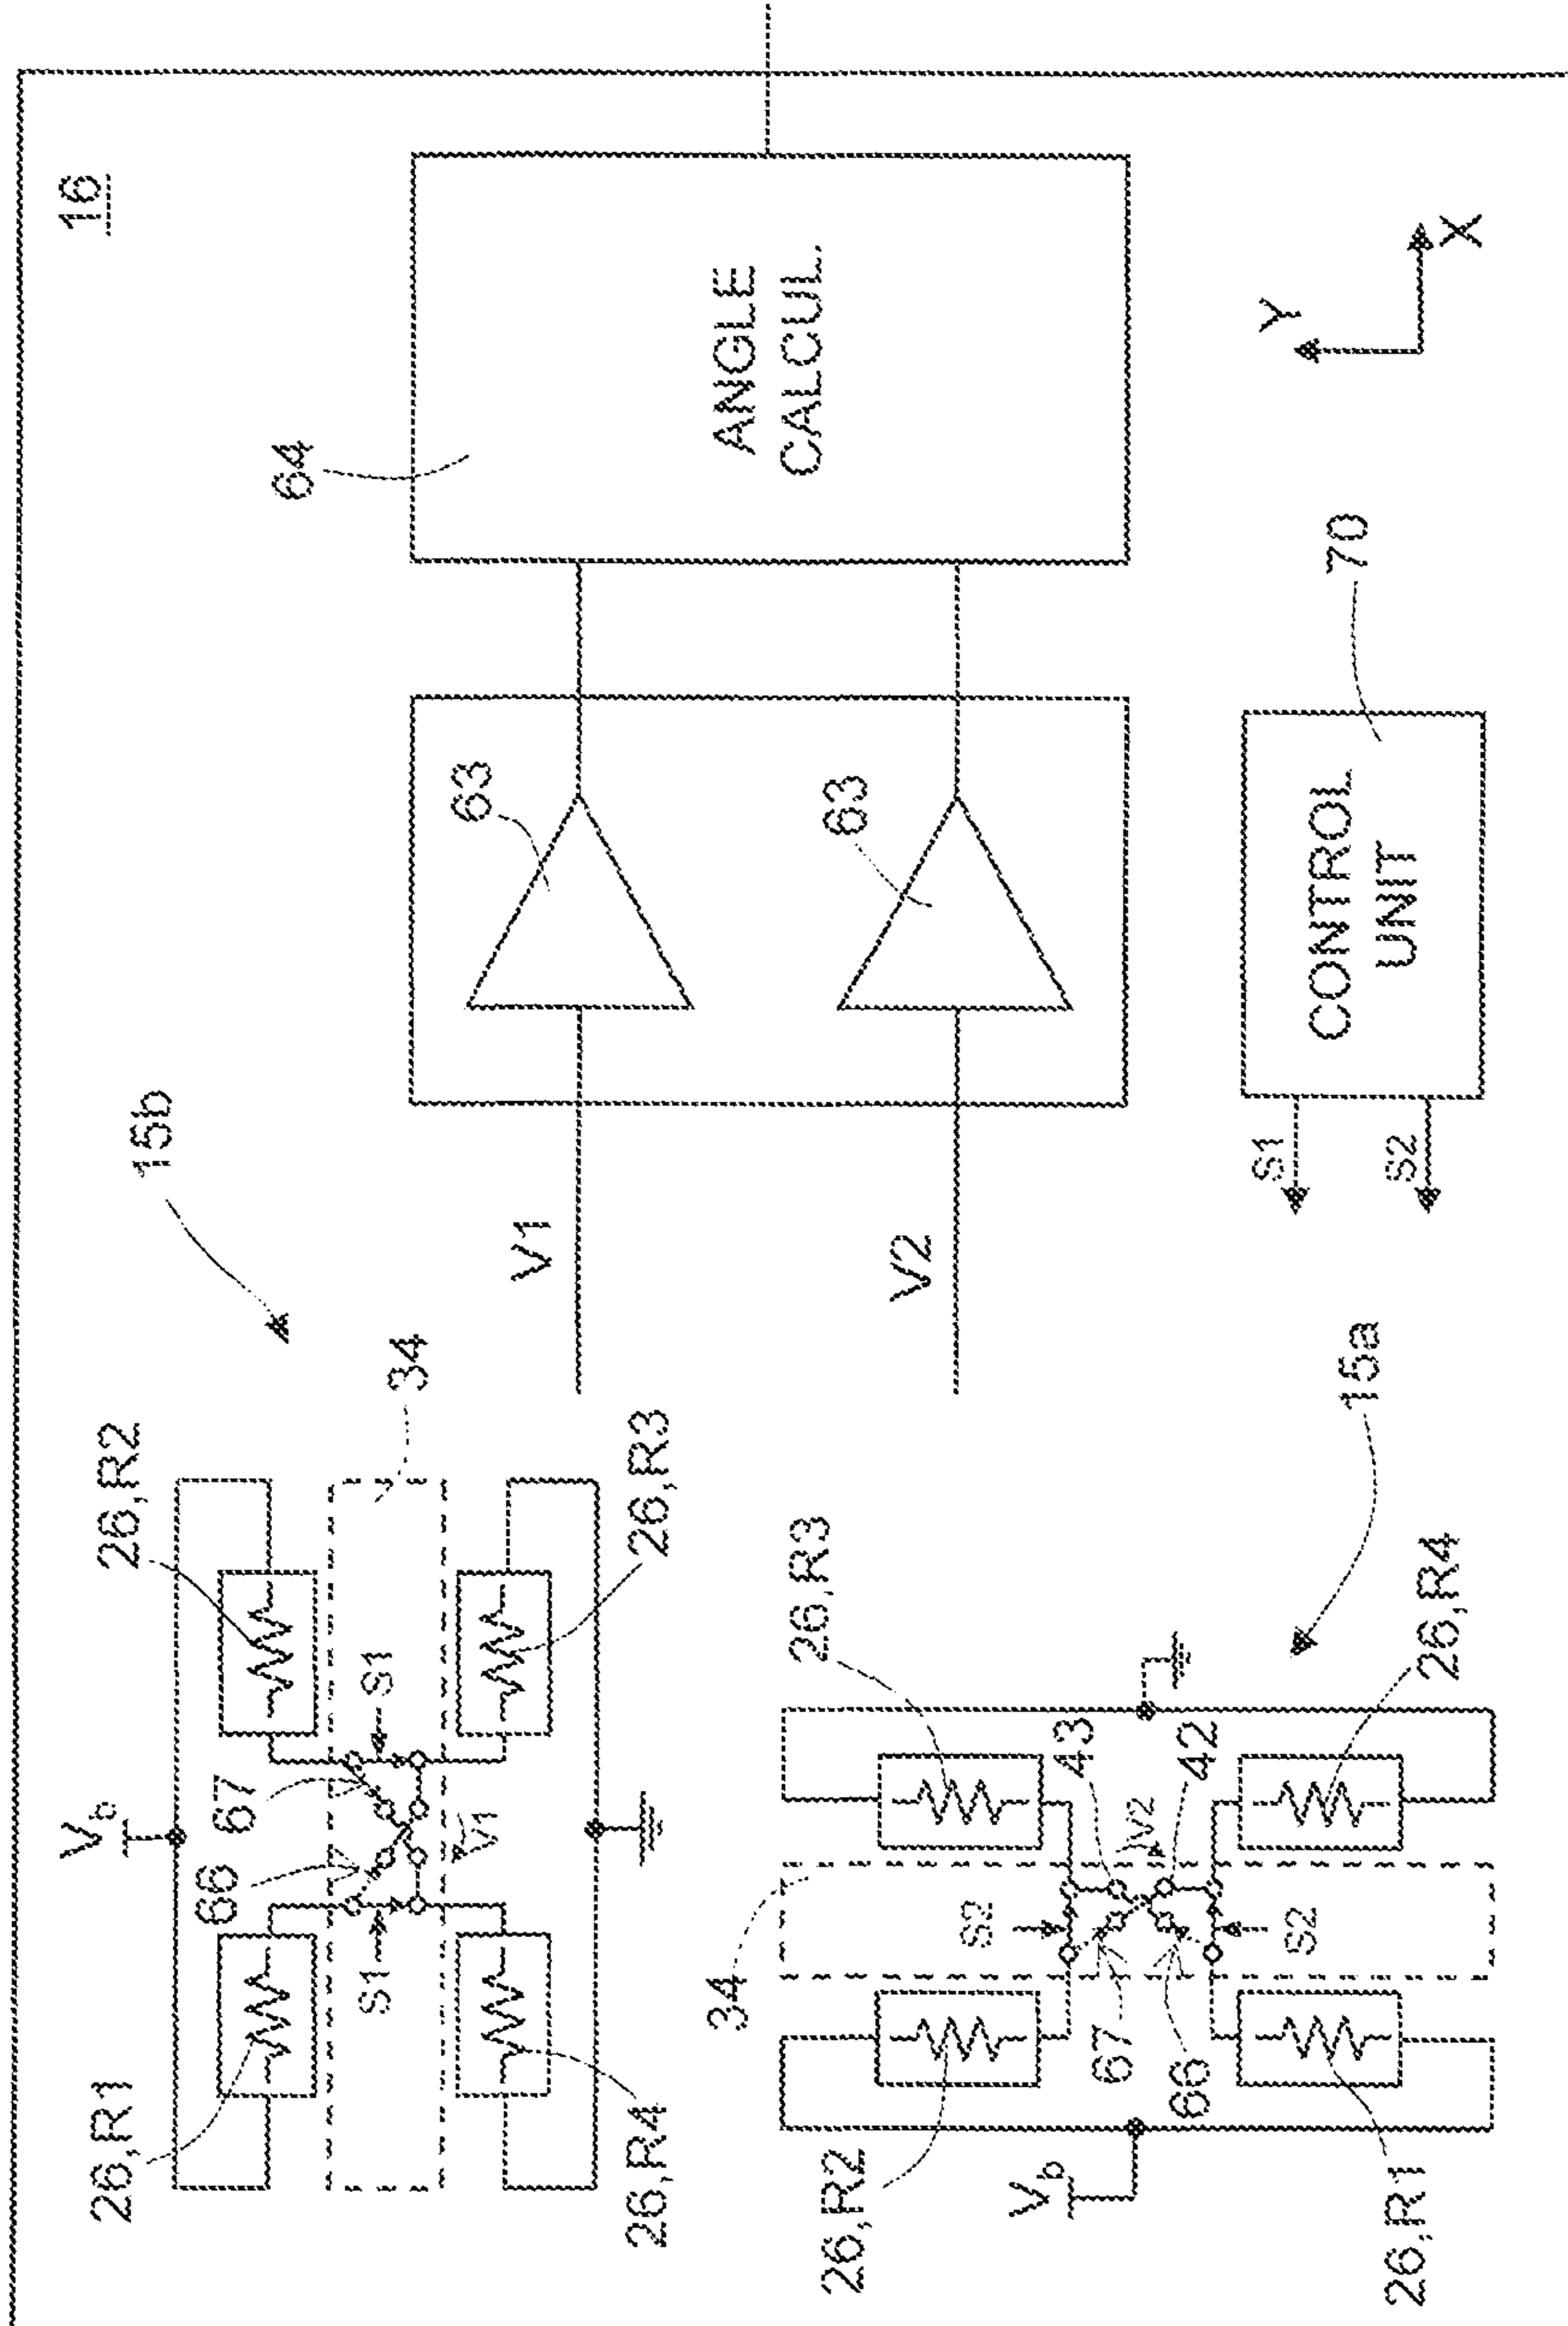 16
15b
26,R1
26,R2
V_b
66
67
S1
S1
34
V1
26,R4
26,R3
V1
63
64
ANGLE
CALCUL.
V2
63
34
26,R2
26,R3
S2
43
V_b
67
V2
66
42
S2
26,R1
26,R4
15a
S1
S2
CONTROL
UNIT
70
Y
X